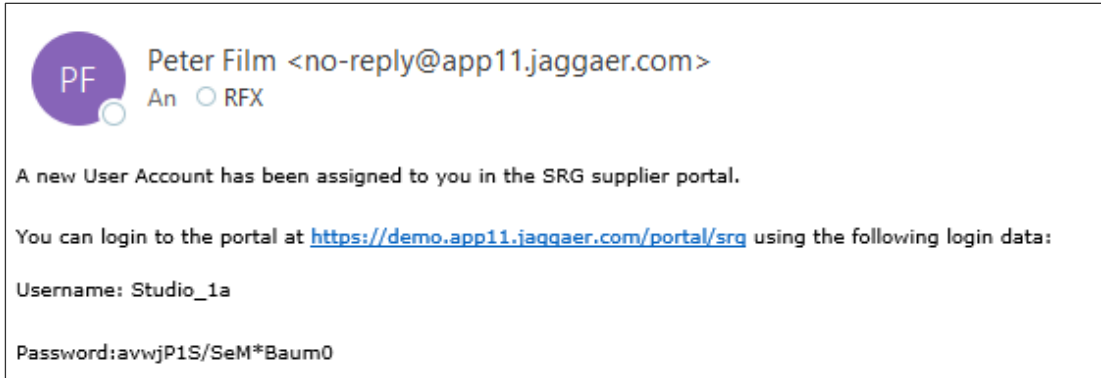 PF
Peter Film <no-reply@app11.jaggaer.com>
An RFX
A new User Account has been assigned to you in the SRG supplier portal.
You can login to the portal at https://demo.app11.jaggaer.com/portal/srg using the following login data:
Username: Studio_1a
Password:avwjP1S/SeM*Baum0